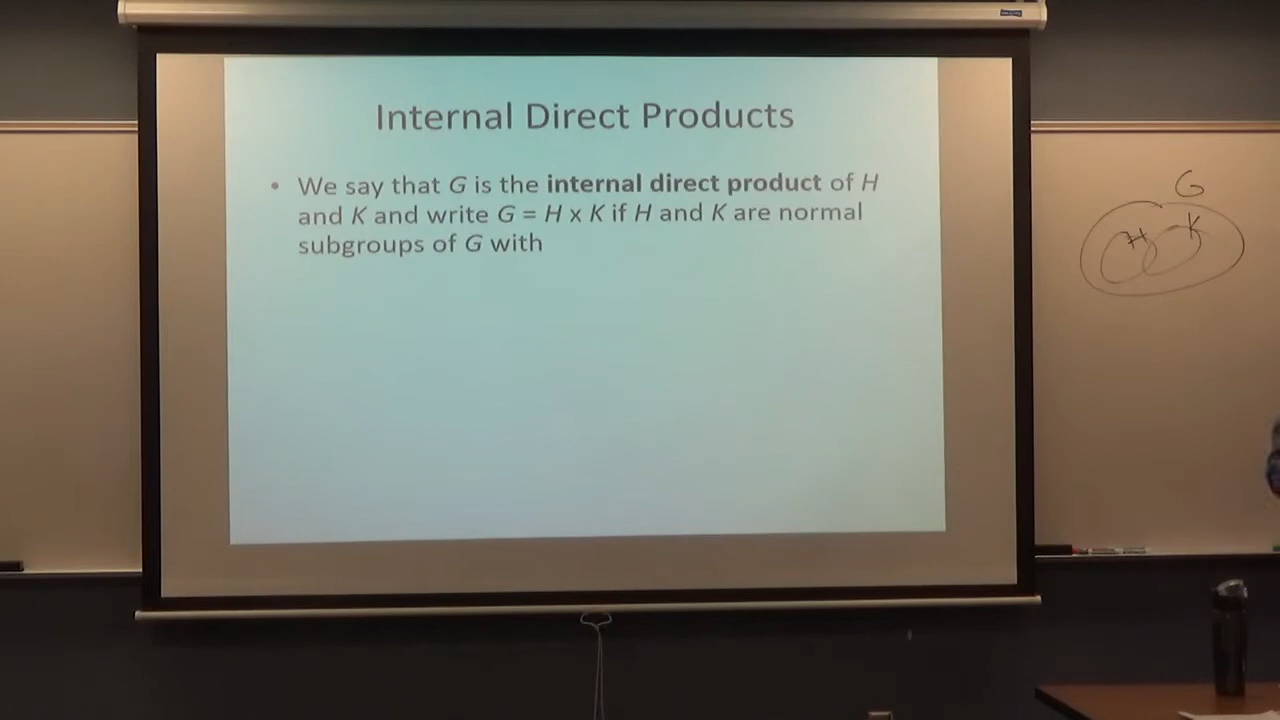 Internal Direct Products
• We say that G is the internal direct product of H
and K and write G = H x K if H and K are normal
subgroups of G with
G
H K